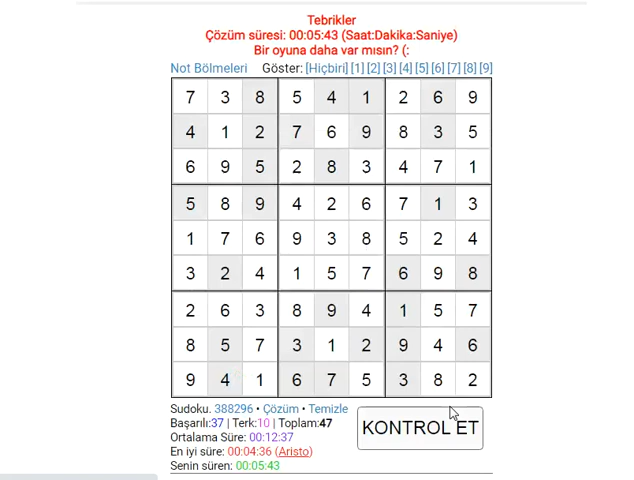 Tebrikler
Çözüm süresi: 00:05:43 (Saat:Dakika:Saniye)
Bir oyuna daha var mısın? (:
Not Bölmeleri Göster: [Hiçbiri] [1] [2] [3] [4] [5] [6] [7] [8] [9]
7 3 8 5 4 1 2 6 9
4 1 2 7 6 9 8 3 5
6 9 5 2 8 3 4 7 1
5 8 9 4 2 6 7 1 3
1 7 6 9 3 8 5 2 4
3 2 4 1 5 7 6 9 8
2 6 3 8 9 4 1 5 7
8 5 7 3 1 2 9 4 6
9 4 1 6 7 5 3 8 2
Sudoku. 388296 • Çözüm • Temizle
Başarılı:37 | Terk:10 | Toplam:47
Ortalama Süre: 00:12:37
En iyi süre: 00:04:36 (Aristo)
Senin süren: 00:05:43
KONTROL ET